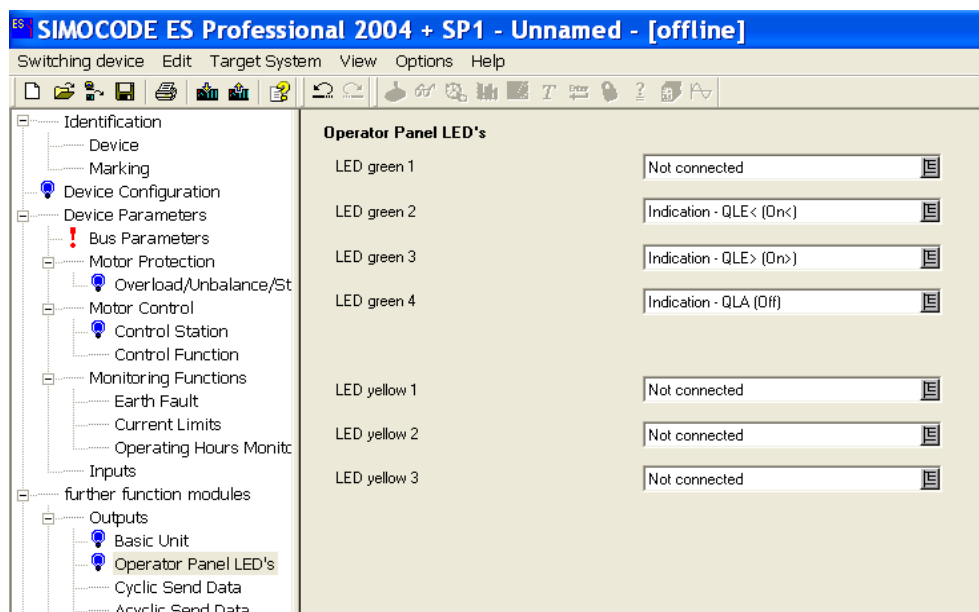 ES SIMOCODE ES Professional 2004 + SP1 - Unnamed - [offline]
Switching device Edit Target System View Options Help
Identification
Device
Marking
Device Configuration
Device Parameters
Bus Parameters
Motor Protection
Overload/Unbalance/St
Motor Control
Control Station
Control Function
Monitoring Functions
Earth Fault
Current Limits
Operating Hours Monitc
Inputs
further function modules
Outputs
Basic Unit
Operator Panel LED's
Cyclic Send Data
Acyclic Send Data
Operator Panel LED's
LED green 1 Not connected
LED green 2 Indication - QLE< (On<)
LED green 3 Indication - QLE> (On>)
LED green 4 Indication - QLA (Off)
LED yellow 1 Not connected
LED yellow 2 Not connected
LED yellow 3 Not connected